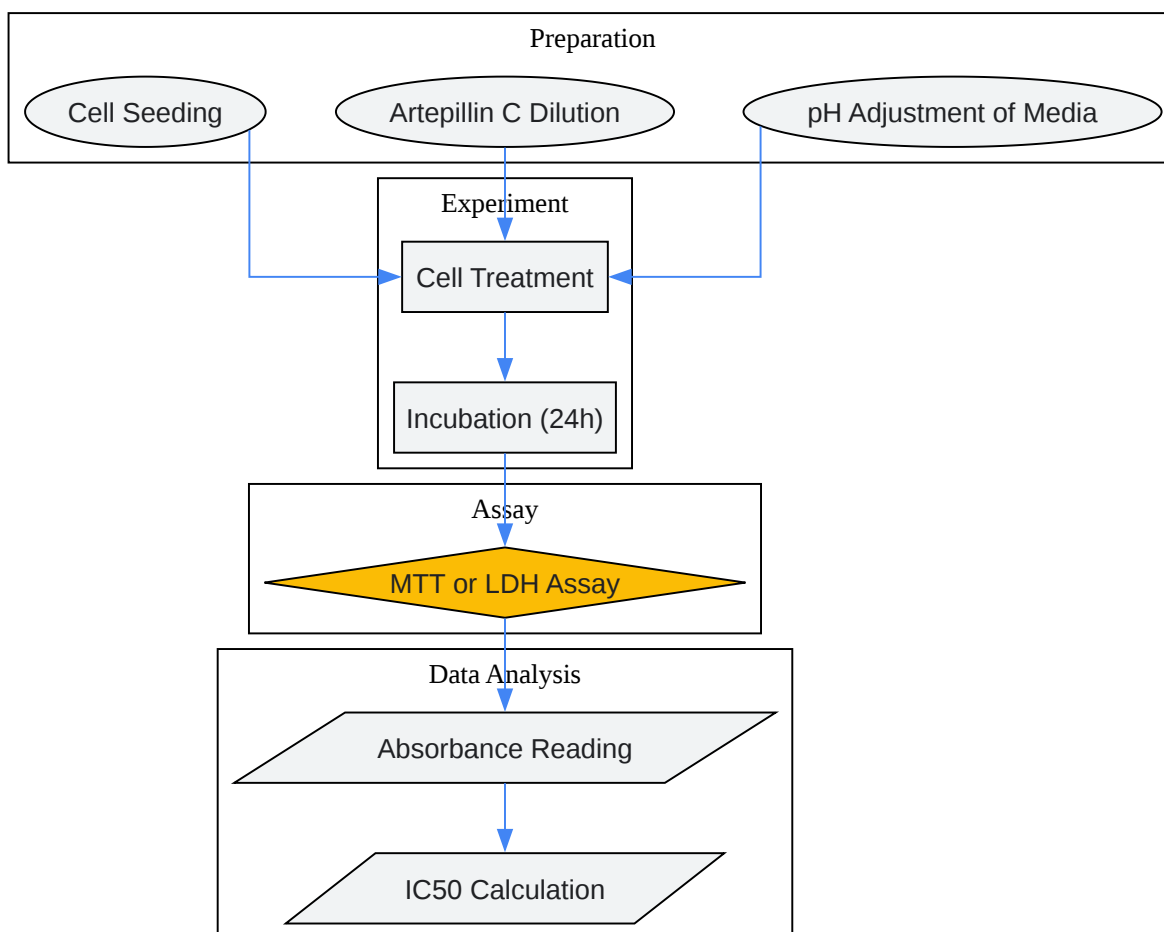 Preparation
Cell Seeding
Artepillin C Dilution
pH Adjustment of Media
Experiment
Cell Treatment
Incubation (24h)
Assay
MTT or LDH Assay
Data Analysis
Absorbance Reading
IC50 Calculation